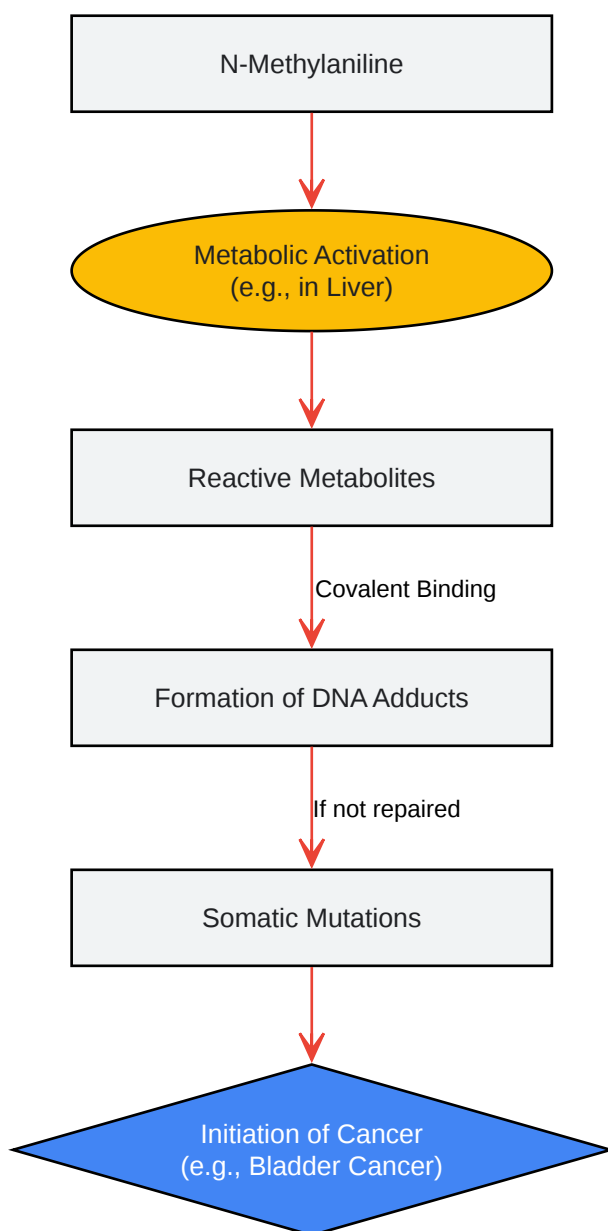 N-Methylaniline
Metabolic Activation
(e.g., in Liver)
Reactive Metabolites
Covalent Binding
Formation of DNA Adducts
If not repaired
Somatic Mutations
Initiation of Cancer
(e.g., Bladder Cancer)